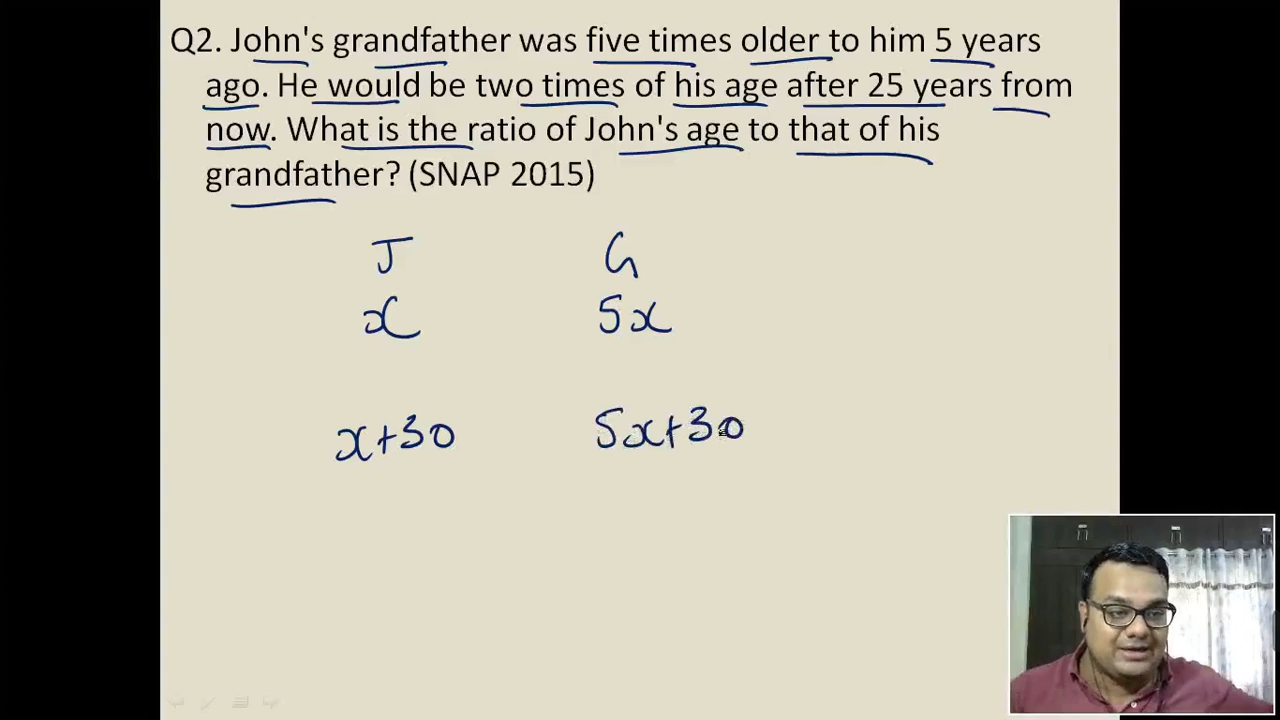 Q2. John's grandfather was five times older to him 5 years
ago. He would be two times of his age after 25 years from
now. What is the ratio of John's age to that of his
grandfather? (SNAP 2015)
J G
x 5x
x+30 5x+30